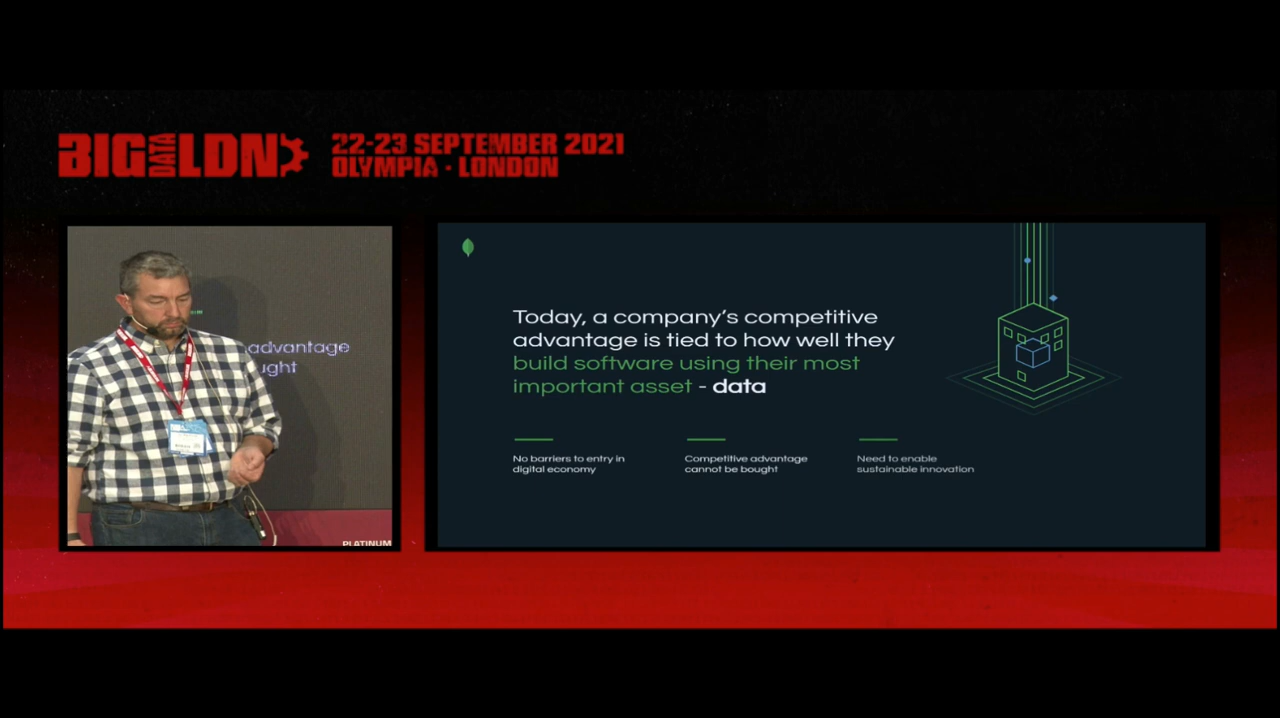 BIG DATA LDN
22-23 SEPTEMBER 2021
OLYMPIA · LONDON
advantage
ught
PLATINUM
Today, a company's competitive
advantage is tied to how well they
build software using their most
important asset - data
No barriers to entry in
digital economy
Competitive advantage
cannot be bought
Need to enable
sustainable innovation